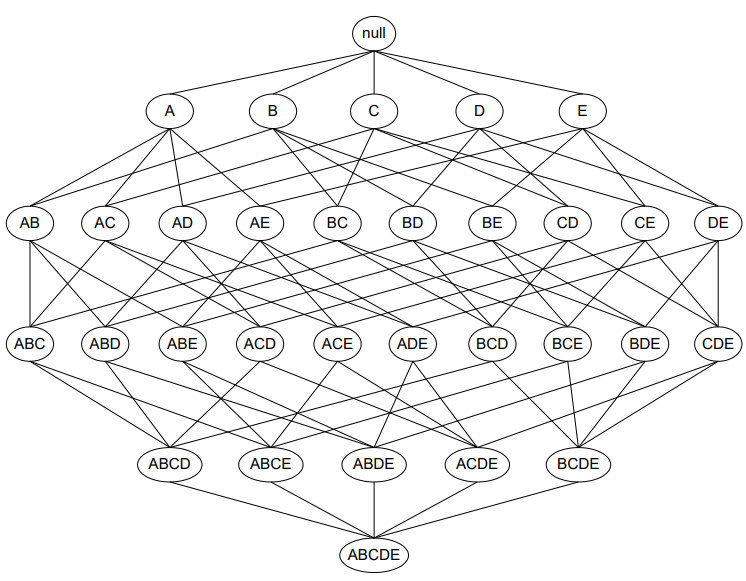 null
A B C D E
AB AC AD AE BC BD BE CD CE DE
ABC ABD ABE ACD ACE ADE BCD BCE BDE CDE
ABCD ABCE ABDE ACDE BCDE
ABCDE